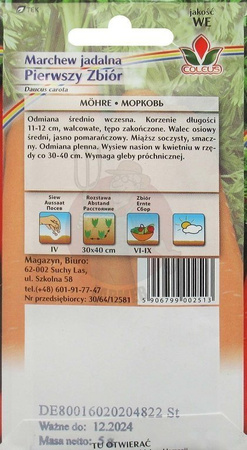 jakość
WE
COLEUS
Marchew jadalna
Pierwszy Zbiór
Daucus carota
MÖHRE • МОРКОВЬ
Odmiana średnio wczesna. Korzenie długości
11-12 cm, walcowate, tępo zakończone. Walec osiowy
średni, jasno pomarańczowy. Miąższ soczysty, smacz-
ny. Odmiana plenna. Wysiew nasion w kwietniu w rzę-
dy co 30-40 cm. Wymaga gleby próchnicznej.
Siew
Aussaat
Посев
Rozstawa
Abstand
Расстояние
Zbiór
Ernte
Сбор
IV
30x40 cm
VI-IX
Magazyn, Biuro:
62-002 Suchy Las,
ul. Szkolna 58
tel.(+48) 601-91-77-47
Nr przedsiębiorcy: 30/64/12581
5 906799 002513
DE80016020204822 St
Ważne do: 12.2024
Masa netto: 5 g
TU OTWIERAĆ